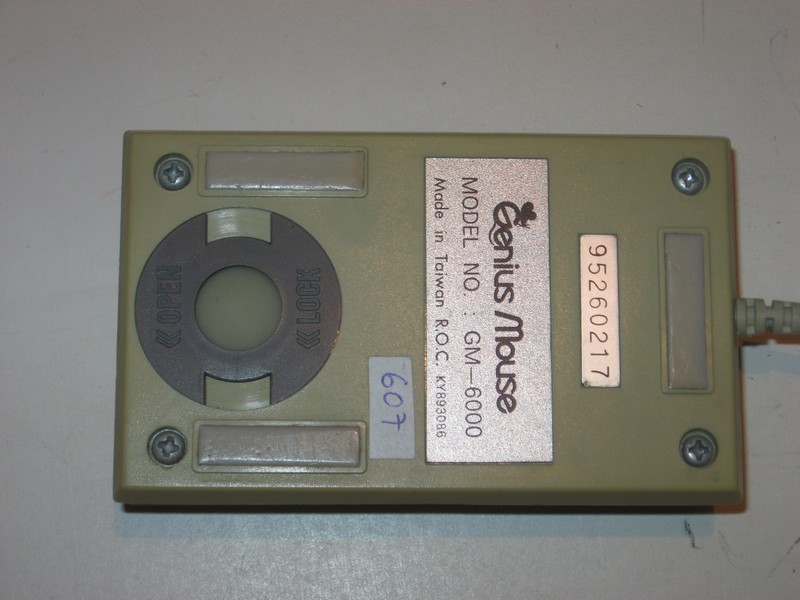 95260217
Genius Mouse
MODEL NO. : GM-6000
Made in Taiwan R.O.C. KY893086
607
« LOCK
« OPEN